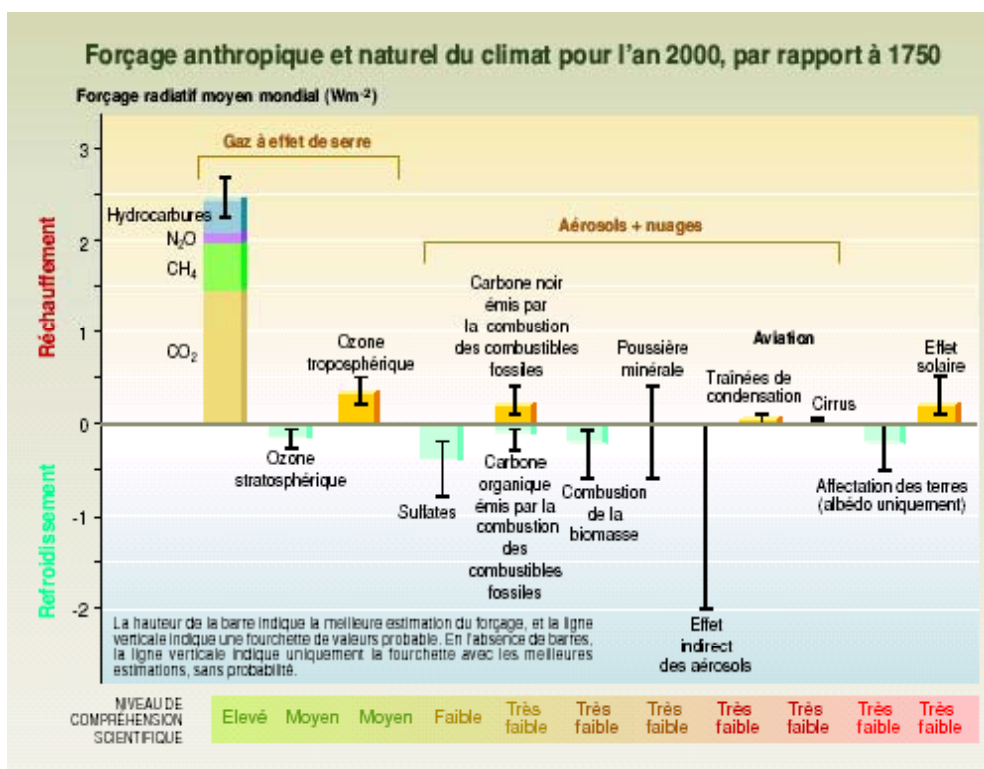 Forçage anthropique et naturel du climat pour l'an 2000, par rapport à 1750
Forçage radiatif moyen mondial (Wm-2)
Réchauffement
Refroidissement
3
2
1
0
-1
-2
Gaz à effet de serre
Hydrocarbures
N2O
CH4
CO2
Ozone
stratosphérique
Ozone
troposphérique
Aérosols + nuages
Sulfates
Carbone noir
émis par
la combustion
des combustibles
fossiles
Carbone
organique
émis par la
combustion
des
combustibles
fossiles
Combustion
de la
biomasse
Poussière
minérale
Effet
indirect
des aérosols
Aviation
Traînées de
condensation
Cirrus
Affectation des terres
(albédo uniquement)
Effet
solaire
La hauteur de la barre indique la meilleure estimation du forçage, et la ligne
verticale indique une fourchette de valeurs probable. En l'absence de barres,
la ligne verticale indique uniquement la fourchette avec les meilleures
estimations, sans probabilité.
NIVEAU DE
COMPRÉHENSION
SCIENTIFIQUE
Elevé
Moyen
Moyen
Faible
Très
faible
Très
faible
Très
faible
Très
faible
Très
faible
Très
faible
Très
faible